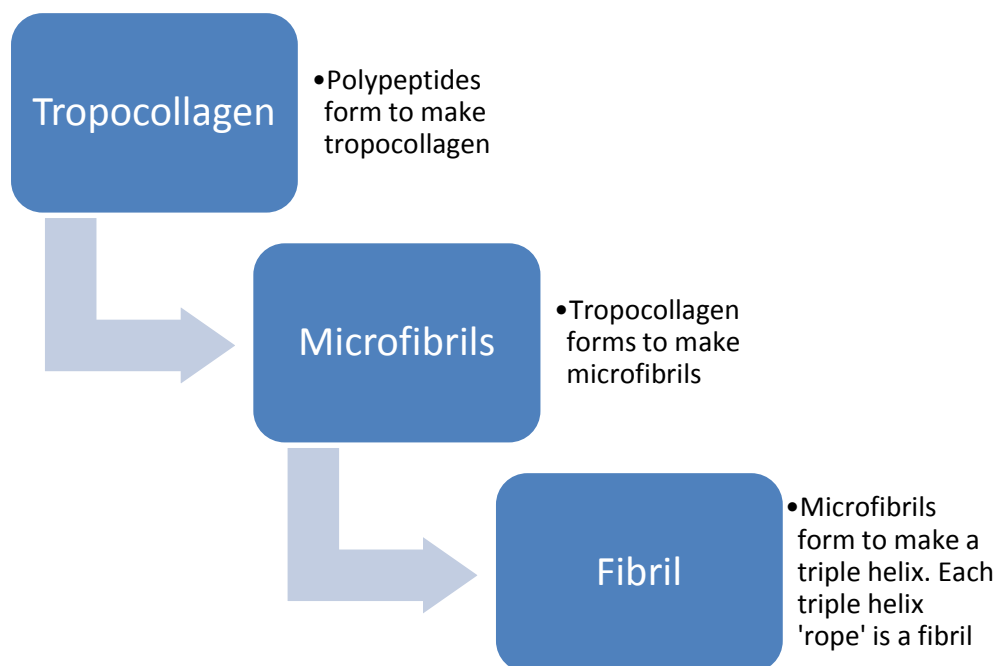 Tropocollagen
•Polypeptides
form to make
tropocollagen
Microfibrils
•Tropocollagen
forms to make
microfibrils
Fibril
•Microfibrils
form to make a
triple helix. Each
triple helix
'rope' is a fibril